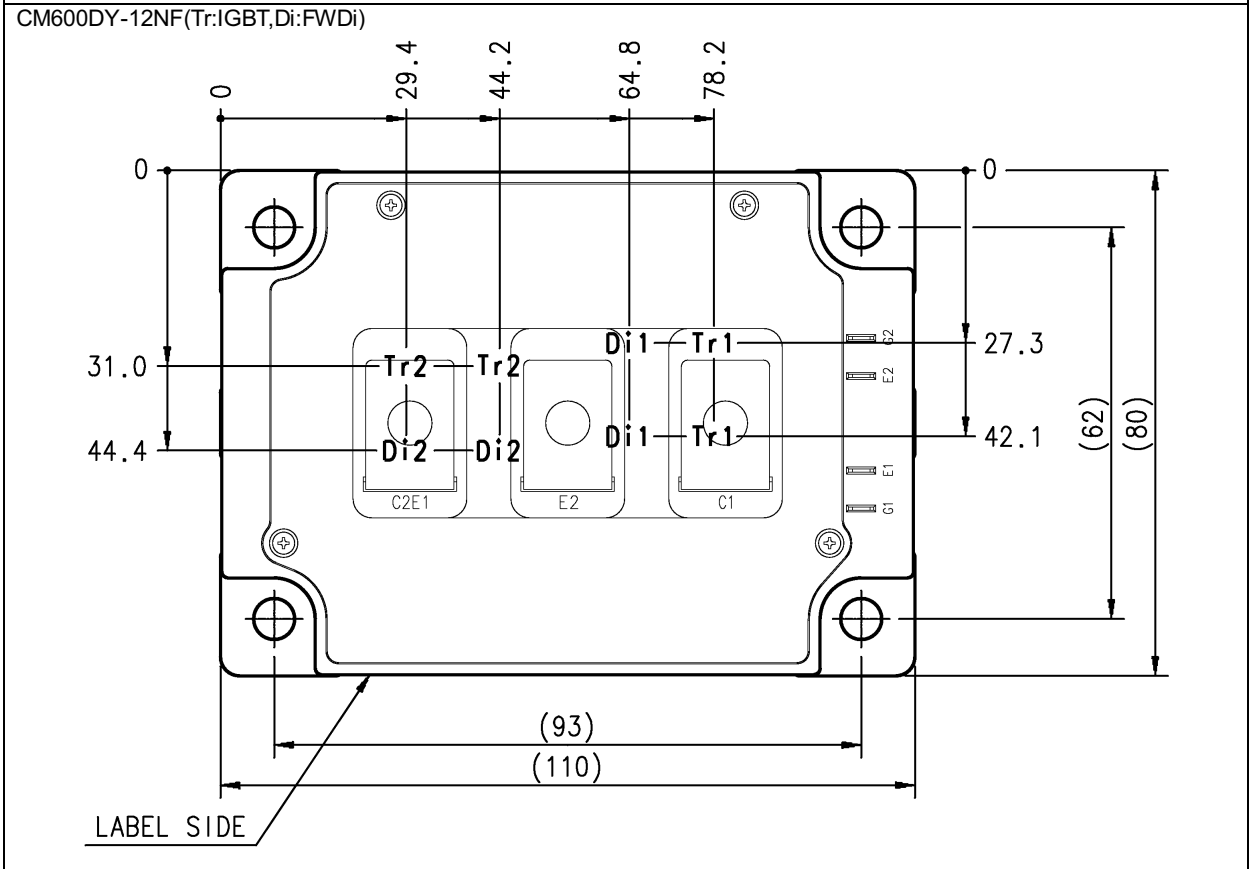 CM600DY-12NF(Tr:IGBT,Di:FWDi)
0 29.4 44.2 64.8 78.2
0 0
Di1 Tr1 G2 27.3
31.0 Tr2 Tr2 E2
(62) (80)
Di1 Tr1 42.1
44.4 Di2 Di2
E1
C2E1 E2 C1 G1
(93)
(110)
LABEL SIDE